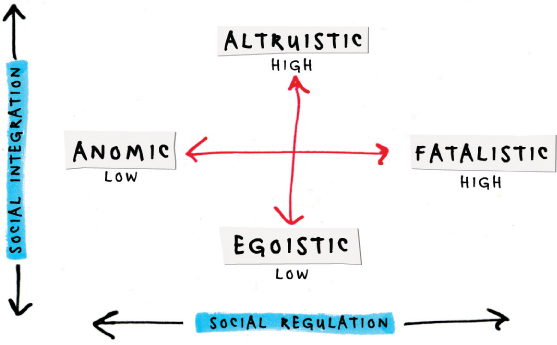 ALTRUISTIC
HIGH
SOCIAL INTEGRATION
ANOMIC
LOW
FATALISTIC
HIGH
EGOISTIC
LOW
SOCIAL REGULATION